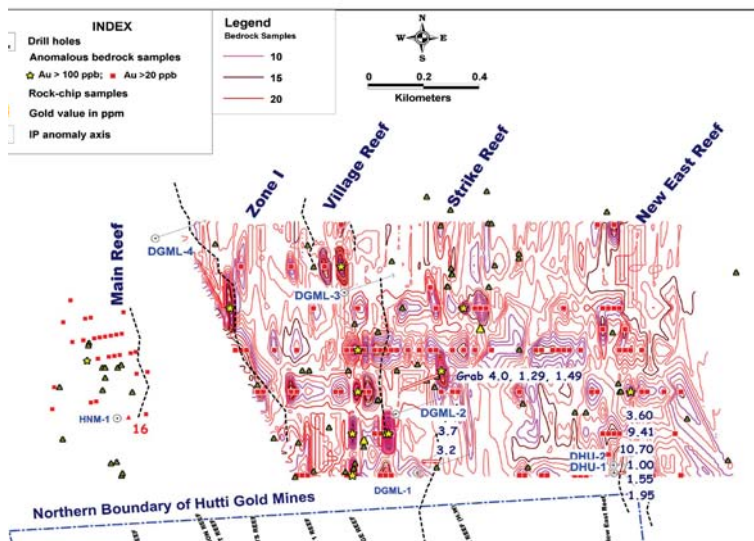 INDEX
Drill holes
Anomalous bedrock samples
Au > 100 ppb; Au >20 ppb
Rock-chip samples
Gold value in ppm
IP anomaly axis
Legend
Bedrock Samples
10
15
20
N
W E
S
0 0.2 0.4
Kilometers
Main Reef
Zone I
Village Reef
Strike Reef
New East Reef
DGML-4
DGML-3
Grab 4.0, 1.29, 1.49
DGML-2
HNM-1
16
3.7
3.2
3.60
9.41
10.70
1.00
1.55
1.95
DHU-2
DHU-1
DGML-1
Northern Boundary of Hutti Gold Mines
New East Reef